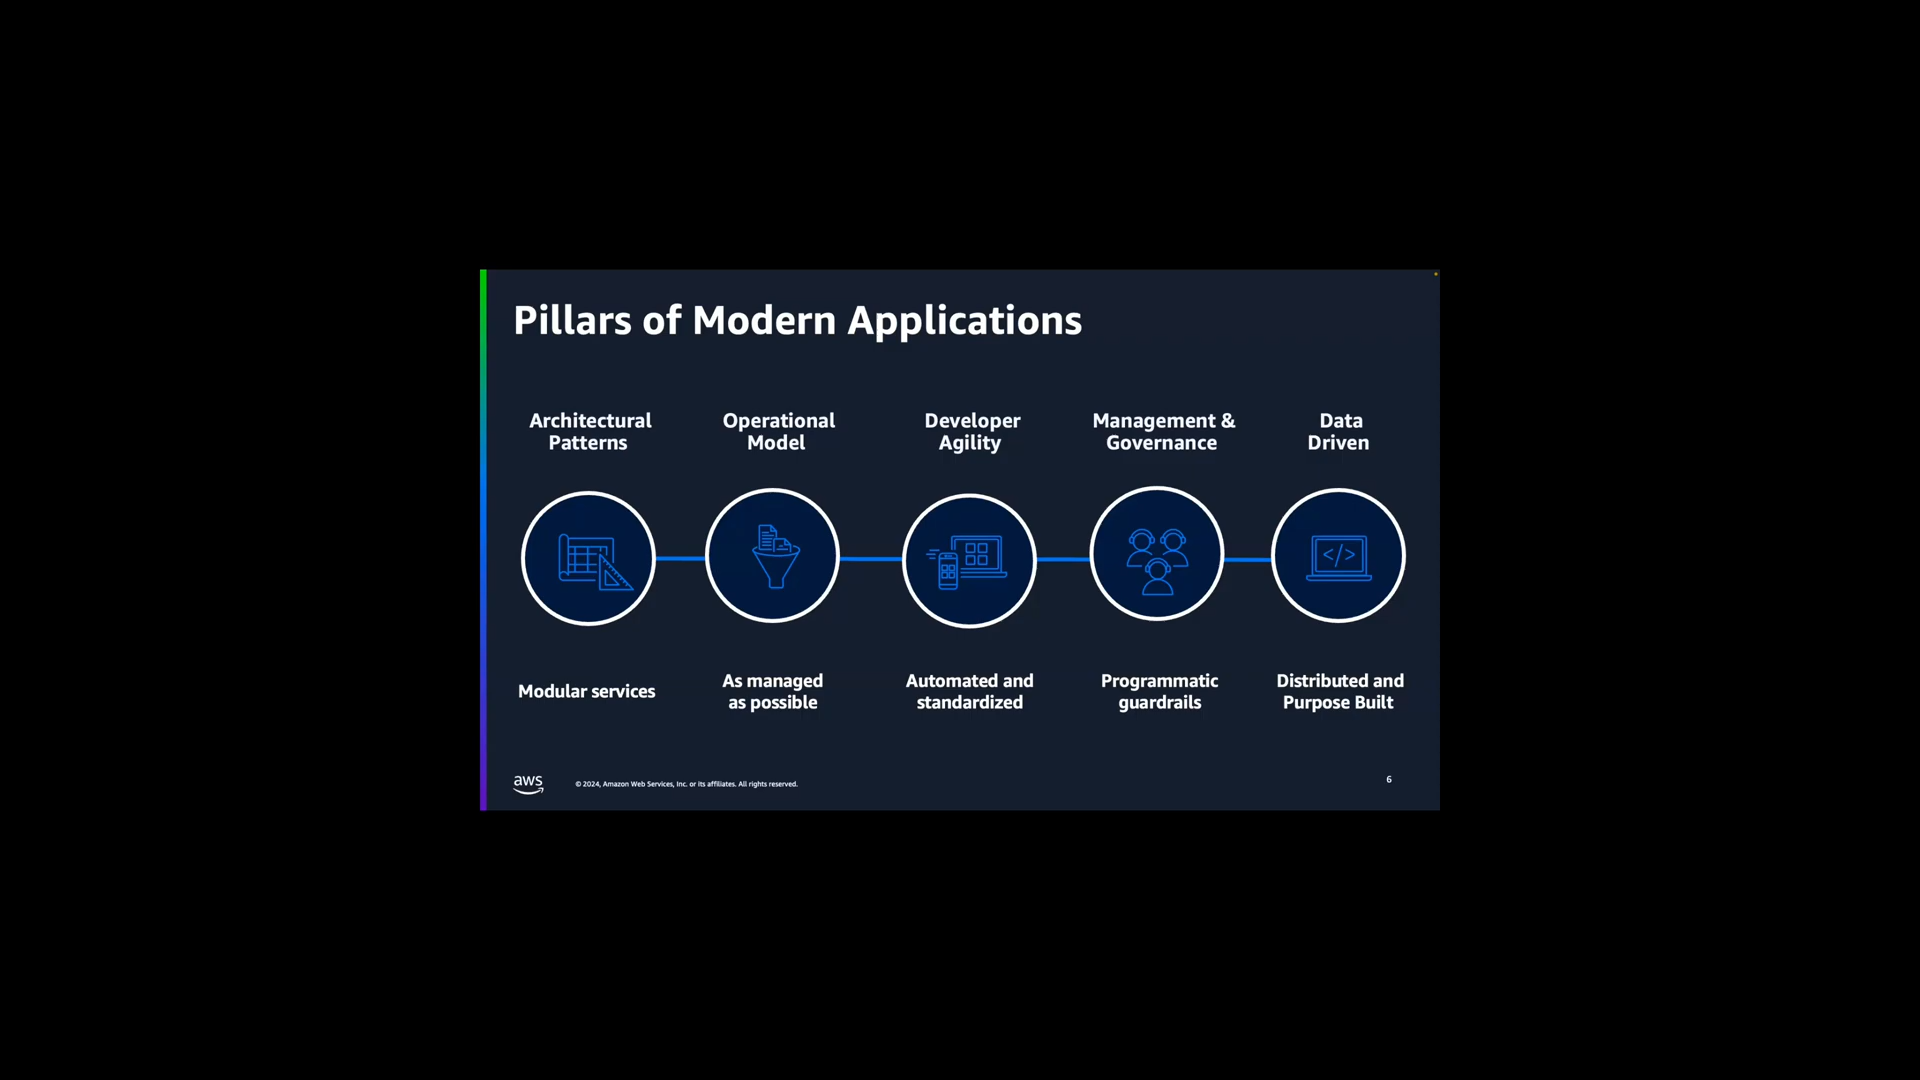 Pillars of Modern Applications
Architectural
Patterns
Operational
Model
Developer
Agility
Management &
Governance
Data
Driven
</>
Modular services
As managed
as possible
Automated and
standardized
Programmatic
guardrails
Distributed and
Purpose Built
aws
© 2024, Amazon Web Services, Inc. or its affiliates. All rights reserved.
6